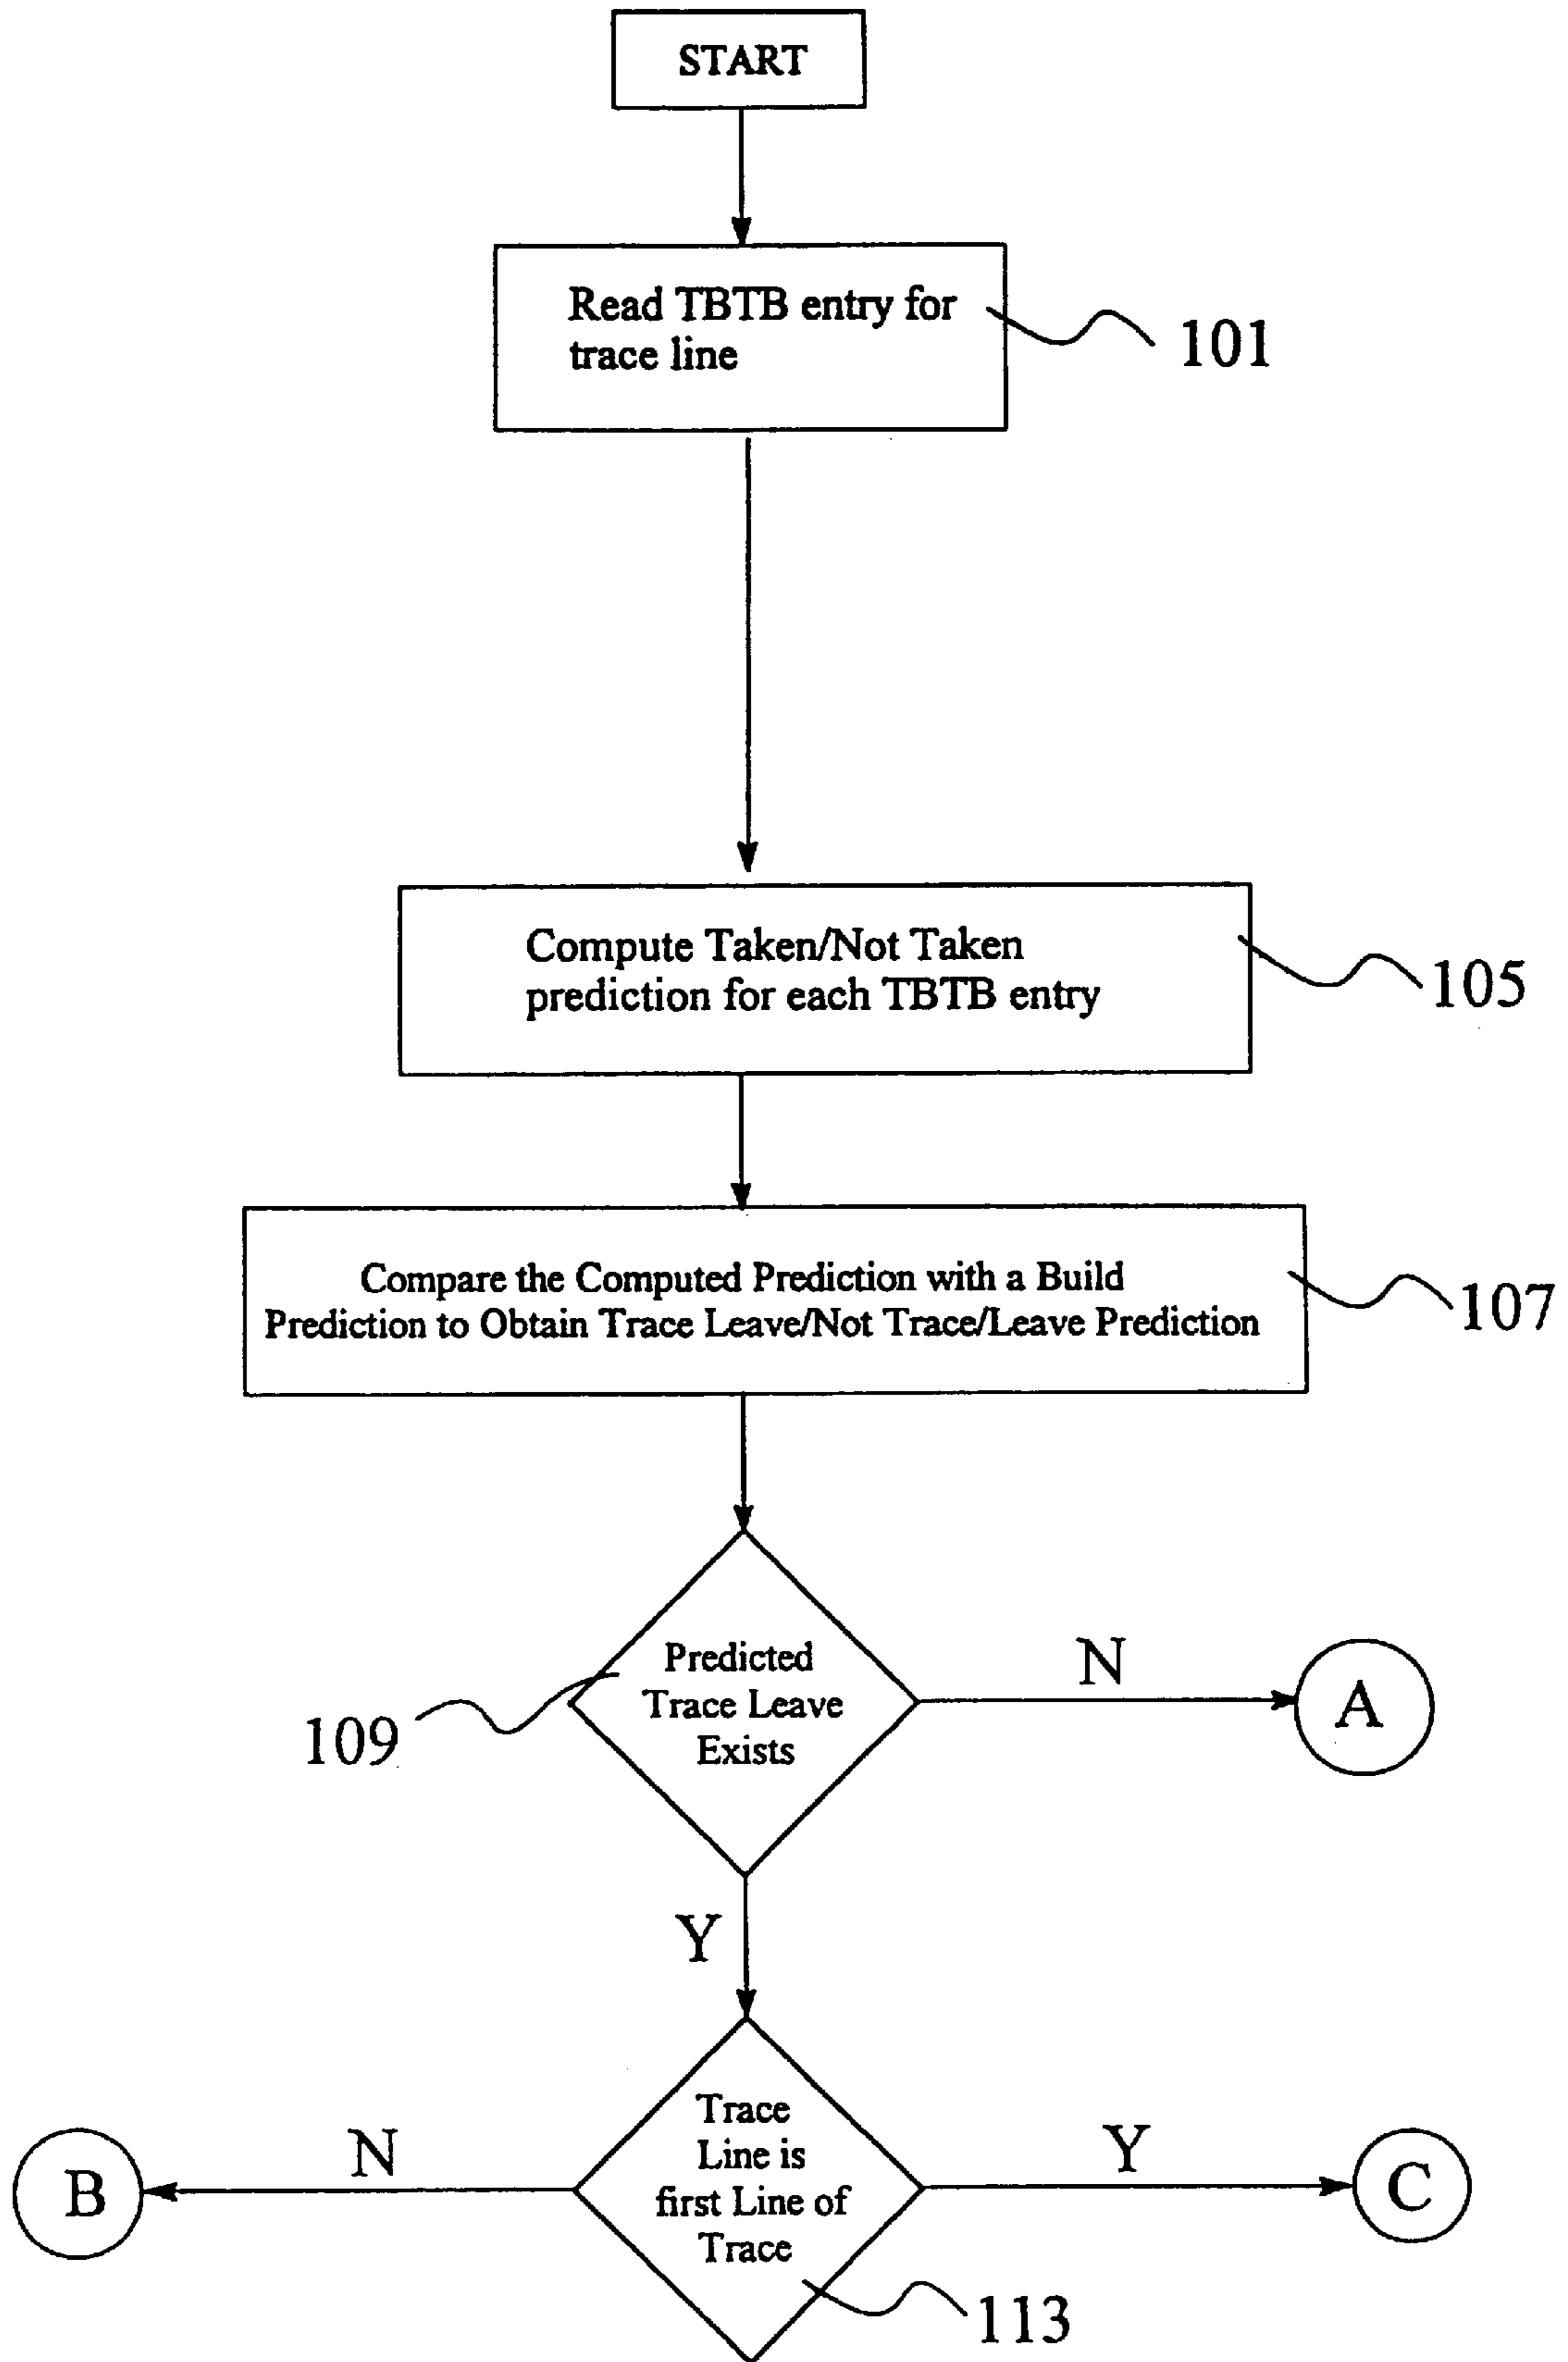 START
Read TBTB entry for
trace line
101
Compute Taken/Not Taken
prediction for each TBTB entry
105
Compare the Computed Prediction with a Build
Prediction to Obtain Trace Leave/Not Trace/Leave Prediction
107
Predicted
Trace Leave
Exists
109
N
A
Y
Trace
Line is
first Line of
Trace
N
B
Y
C
113